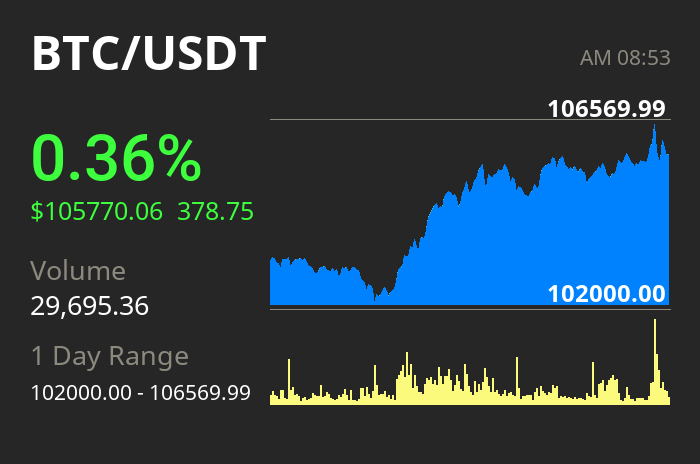 BTC/USDT
AM 08:53
106569.99
0.36%
$105770.06 378.75
Volume
29,695.36
102000.00
1 Day Range
102000.00 - 106569.99